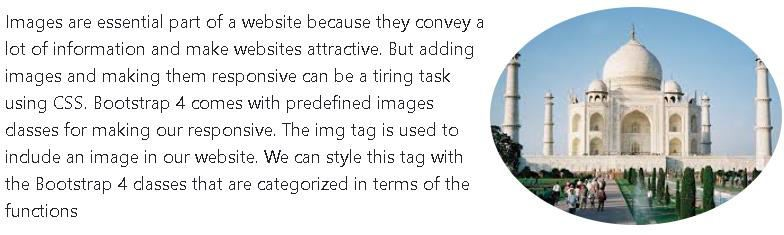 Images are essential part of a website because they convey a
lot of information and make websites attractive. But adding
images and making them responsive can be a tiring task
using CSS. Bootstrap 4 comes with predefined images
classes for making our responsive. The img tag is used to
include an image in our website. We can style this tag with
the Bootstrap 4 classes that are categorized in terms of the
functions